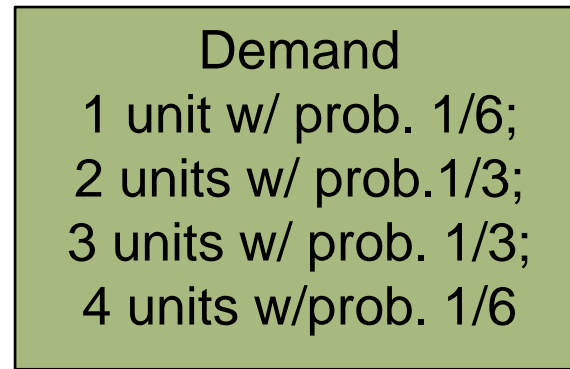 Demand
1 unit w/ prob. 1/6;
2 units w/ prob.1/3;
3 units w/ prob. 1/3;
4 units w/prob. 1/6